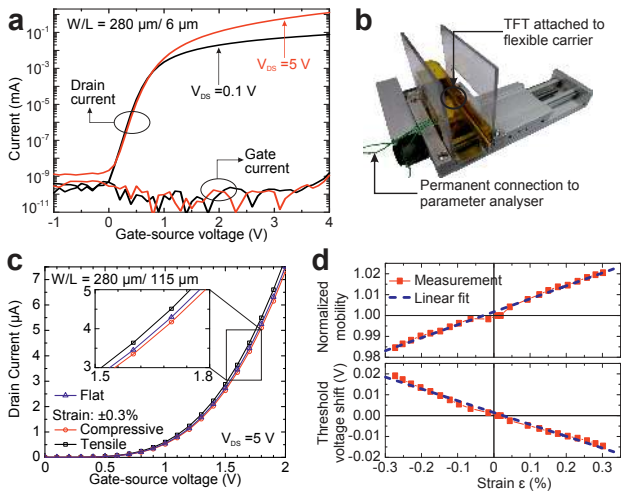 a
W/L = 280 µm/ 6 µm
10¹
10⁻¹
10⁻³
10⁻⁵
10⁻⁷
10⁻⁹
10⁻¹¹
Current (mA)
V_DS=5 V
V_DS=0.1 V
Drain
current
Gate
current
-1 0 1 2 3 4
Gate-source voltage (V)
b
TFT attached to
flexible carrier
Permanent connection to
parameter analyser
c
W/L = 280 µm/ 115 µm
7
6
5
4
3
2
1
0
Drain Current (µA)
5
4
3
1.5 1.8
Flat
Strain: ±0.3%
Compressive
Tensile
V_DS=5 V
0.0 0.5 1.0 1.5 2
Gate-source voltage (V)
d
Measurement
Linear fit
1.02
1.01
1.00
0.99
0.98
Normalized
mobility
0.02
0.01
0.00
-0.01
-0.02
Threshold
voltage shift (V)
-0.3 -0.2 -0.1 0 0.1 0.2 0.3
Strain ε (%)